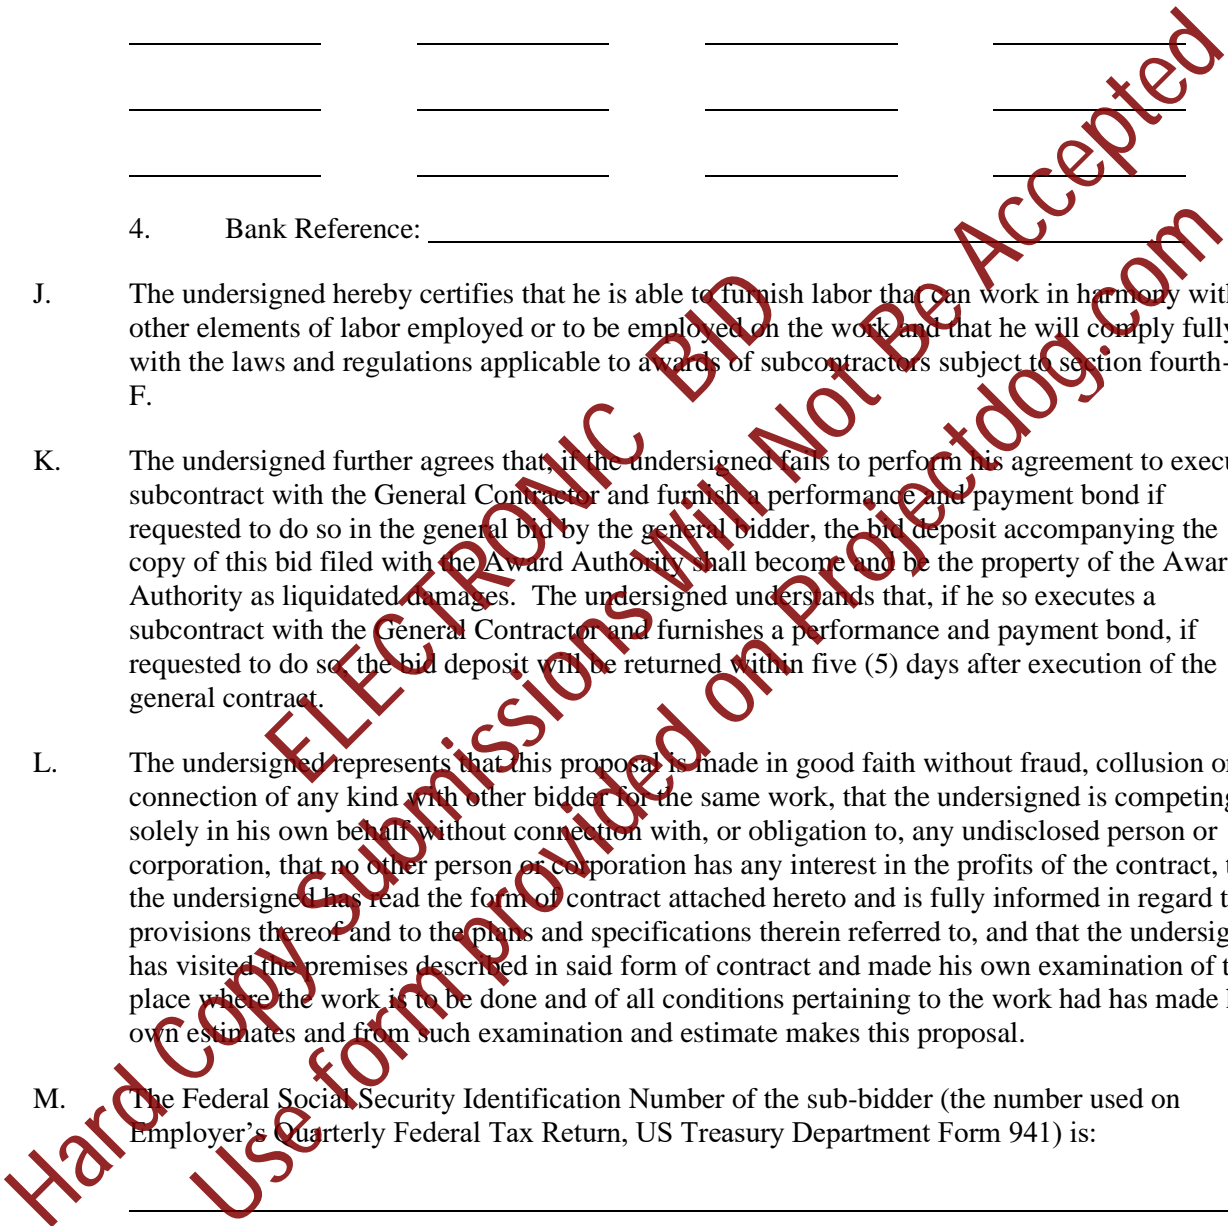 4. Bank Reference:
J. The undersigned hereby certifies that he is able to furnish labor that can work in harmony with
other elements of labor employed or to be employed on the work and that he will comply fully
with the laws and regulations applicable to awards of subcontractors subject to section fourth-
F.
K. The undersigned further agrees that, if the undersigned fails to perform his agreement to execu
subcontract with the General Contractor and furnish a performance and payment bond if
requested to do so in the general bid by the general bidder, the bid deposit accompanying the
copy of this bid filed with the Award Authority shall become and be the property of the Awar
Authority as liquidated damages. The undersigned understands that, if he so executes a
subcontract with the General Contractor and furnishes a performance and payment bond, if
requested to do so, the bid deposit will be returned within five (5) days after execution of the
general contract.
L. The undersigned represents that this proposal is made in good faith without fraud, collusion or
connection of any kind with other bidder for the same work, that the undersigned is competing
solely in his own behalf without connection with, or obligation to, any undisclosed person or
corporation, that no other person or corporation has any interest in the profits of the contract, t
the undersigned has read the form of contract attached hereto and is fully informed in regard t
provisions thereof and to the plans and specifications therein referred to, and that the undersig
has visited the premises described in said form of contract and made his own examination of t
place where the work is to be done and of all conditions pertaining to the work had has made
own estimates and from such examination and estimate makes this proposal.
M. The Federal Social Security Identification Number of the sub-bidder (the number used on
Employer's Quarterly Federal Tax Return, US Treasury Department Form 941) is:
ELECTRONIC BID
Hard Copy Submissions Will Not Be Accepted
Use form provided on Projectdog.com